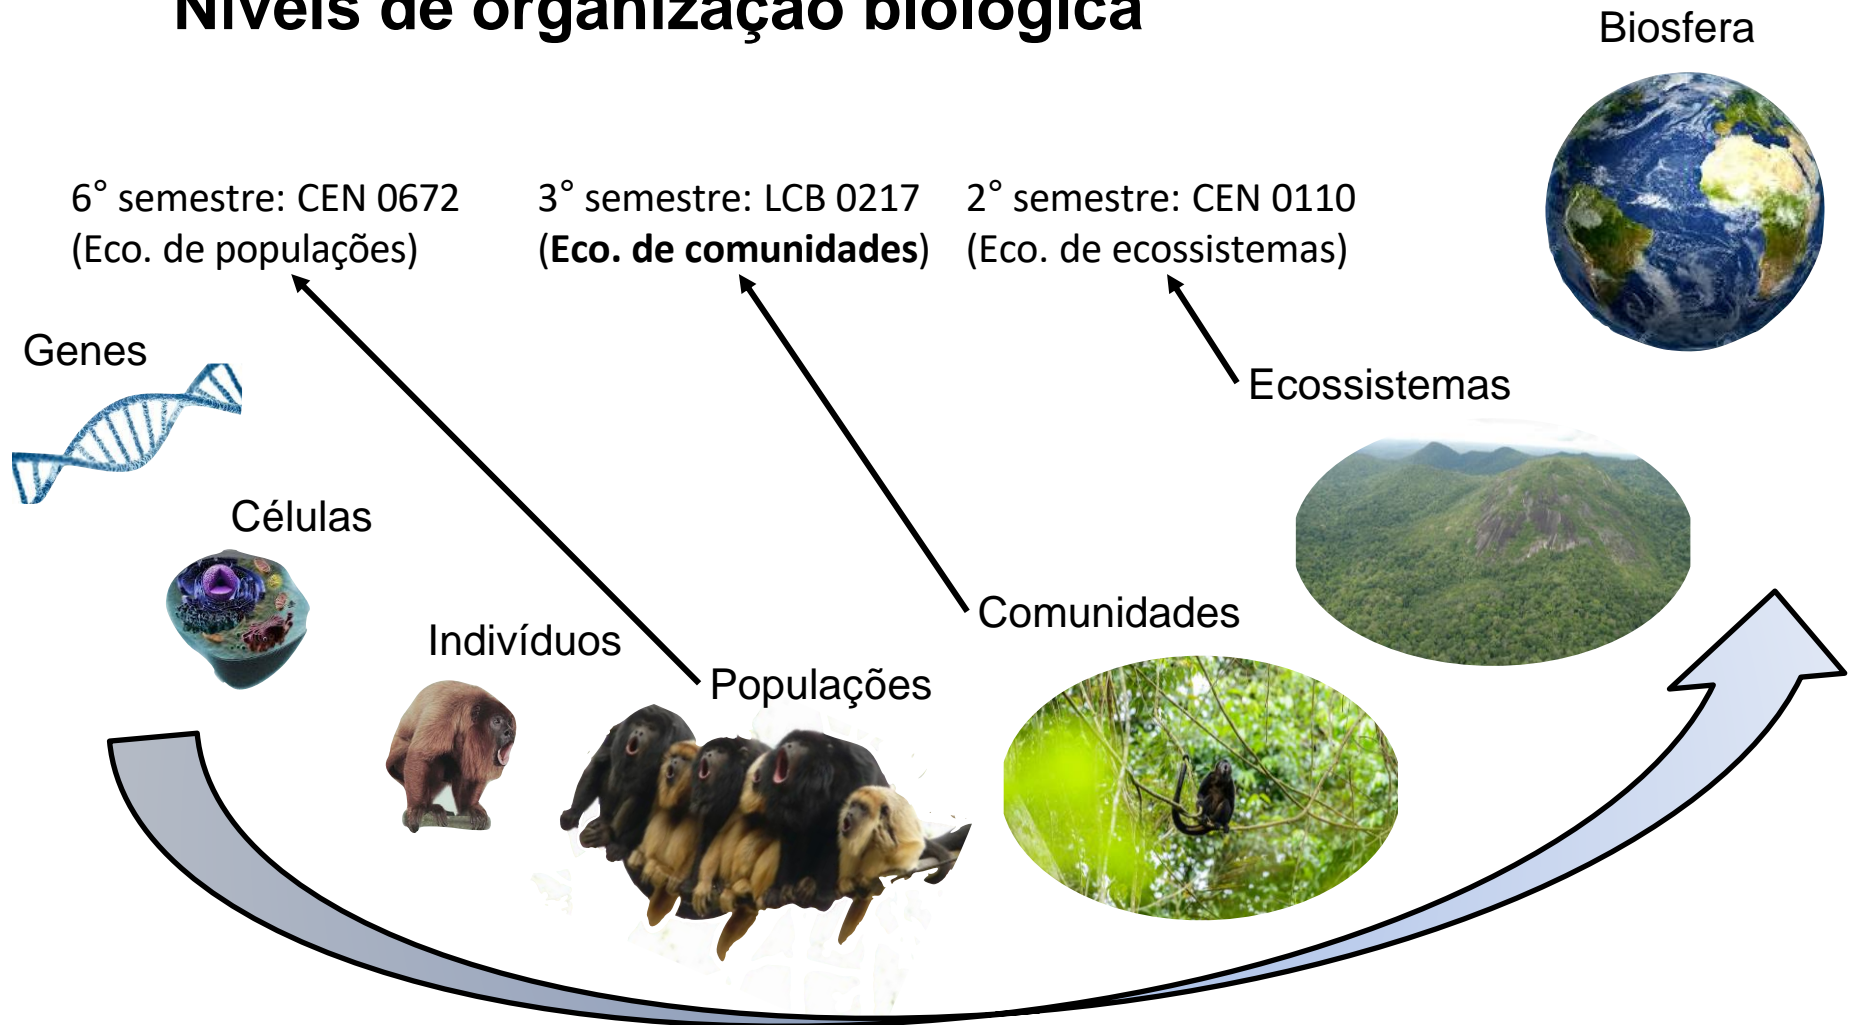 Níveis de organização biológica
Biosfera
6° semestre: CEN 0672
(Eco. de populações)
3° semestre: LCB 0217
(Eco. de comunidades)
2° semestre: CEN 0110
(Eco. de ecossistemas)
Genes
Ecossistemas
Células
Comunidades
Indivíduos
Populações